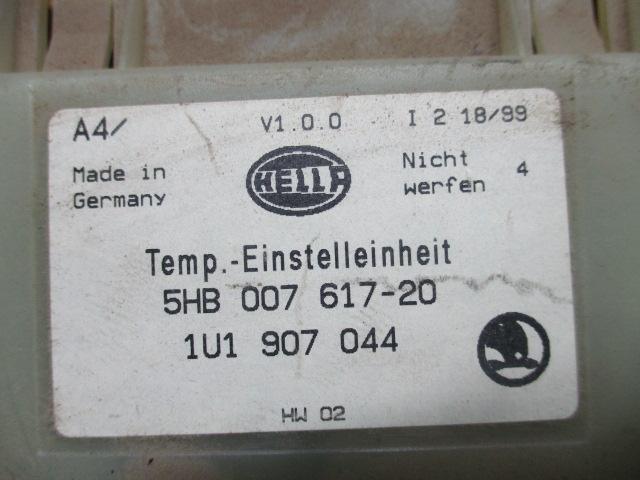 A4/ V1.0.0 I 2 18/99
Made in Germany
HELLA
Nicht werfen 4
Temp.-Einstelleinheit
5HB 007 617-20
1U1 907 044
HW 02